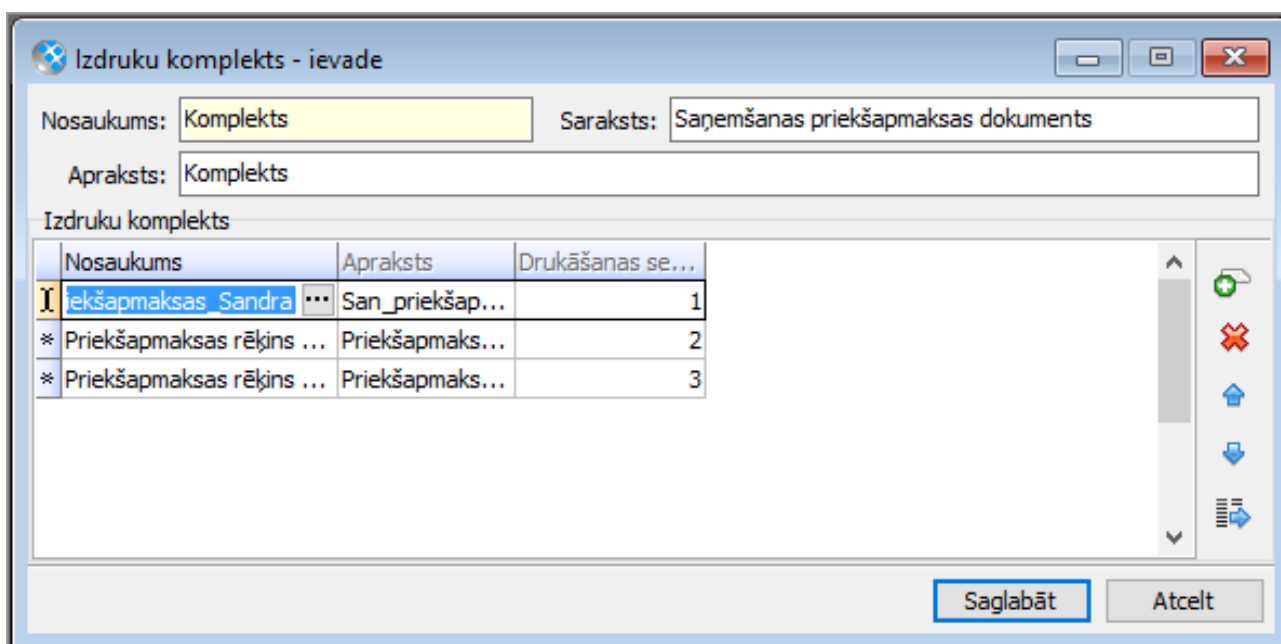 Izdruku komplekts - ievade
Nosaukums: Komplekts Saraksts: Saņemšanas priekšapmaksas dokuments
Apraksts: Komplekts
Izdruku komplekts
Nosaukums Apraksts Drukāšanas se...
iekšapmaksas_Sandra ... San_priekšap... 1
* Priekšapmaksas rēķins ... Priekšapmaks... 2
* Priekšapmaksas rēķins ... Priekšapmaks... 3
Saglabāt Atcelt